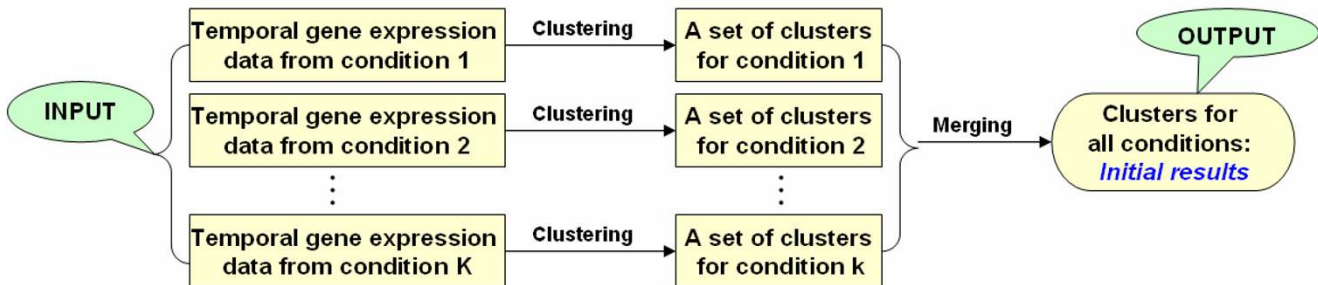 INPUT
Temporal gene expression
data from condition 1
Clustering
A set of clusters
for condition 1
Temporal gene expression
data from condition 2
Clustering
A set of clusters
for condition 2
Temporal gene expression
data from condition K
Clustering
A set of clusters
for condition k
Merging
OUTPUT
Clusters for
all conditions:
Initial results